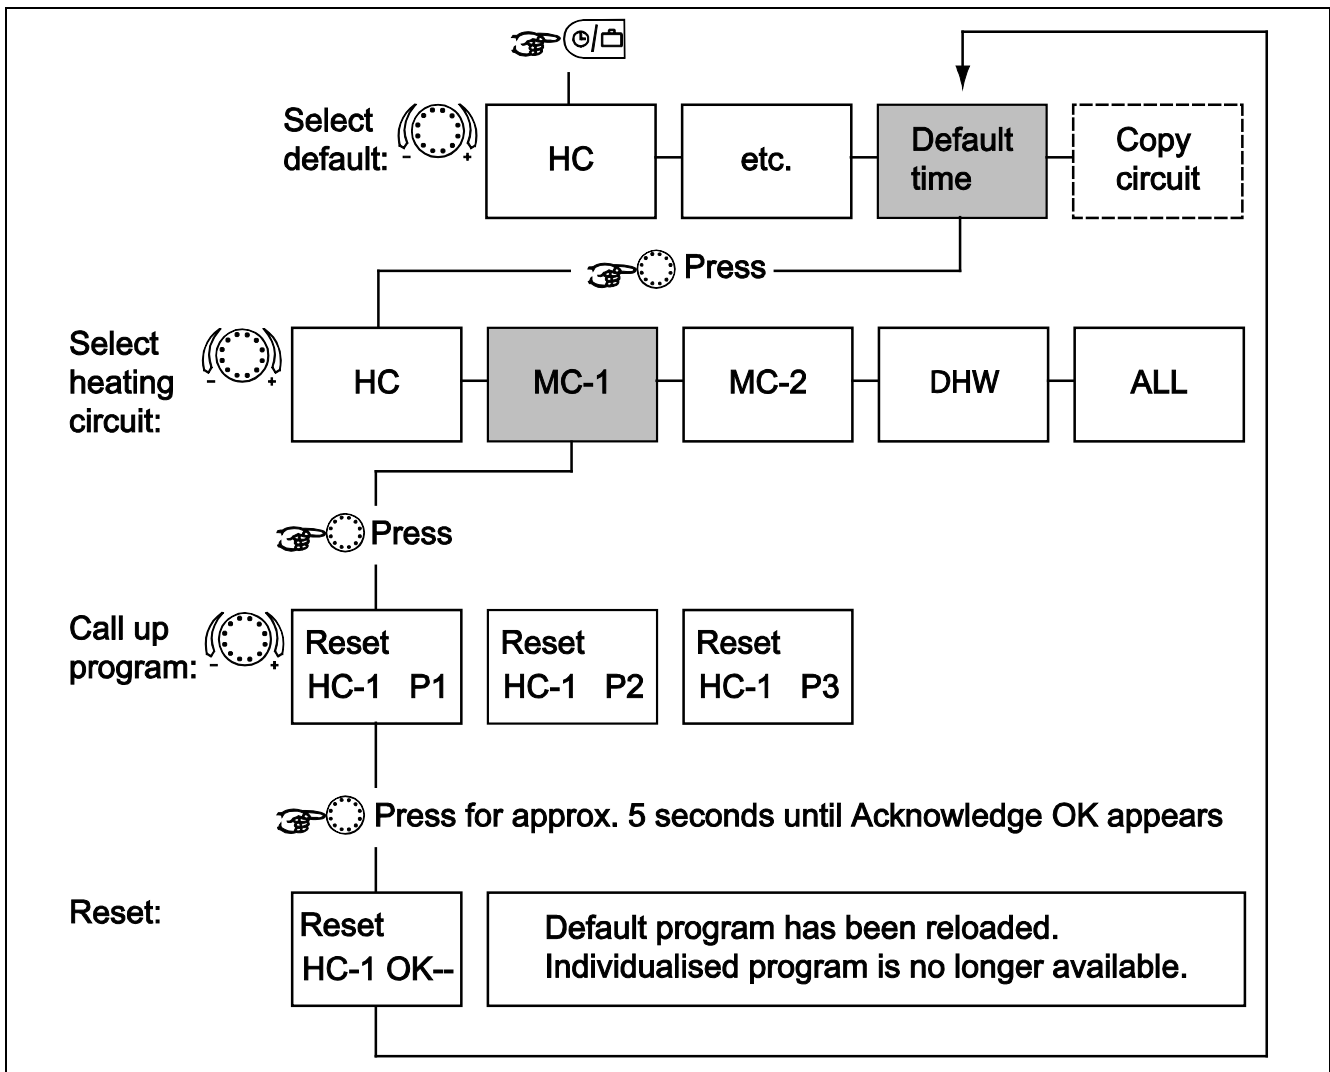 Select
default:
- +
HC
etc.
Default
time
Copy
circuit
Press
Select
heating
circuit:
- +
HC
MC-1
MC-2
DHW
ALL
Press
Call up
program:
- +
Reset
HC-1 P1
Reset
HC-1 P2
Reset
HC-1 P3
Press for approx. 5 seconds until Acknowledge OK appears
Reset:
Reset
HC-1 OK--
Default program has been reloaded.
Individualised program is no longer available.